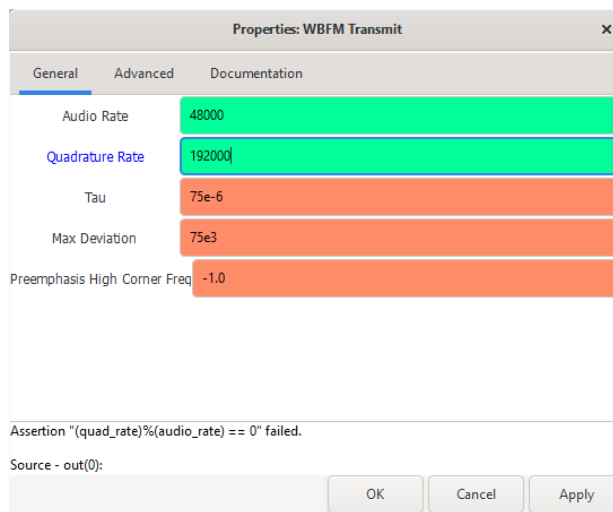 Properties: WBFM Transmit ×
General Advanced Documentation
Audio Rate 48000
Quadrature Rate 192000
Tau 75e-6
Max Deviation 75e3
Preemphasis High Corner Freq -1.0
Assertion "(quad_rate)%(audio_rate) == 0" failed.
Source - out(0):
OK Cancel Apply